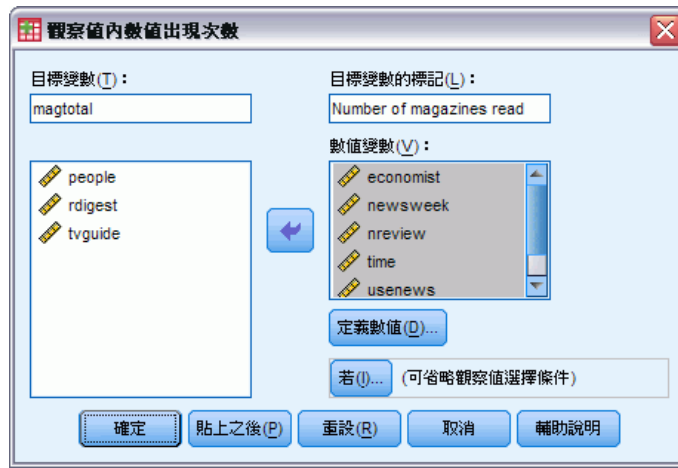 觀察值內數值出現次數
目標變數(T)：
目標變數的標記(L)：
magtotal
Number of magazines read
數值變數(V)：
people
rdigest
tvguide
economist
newsweek
nreview
time
usenews
定義數值(D)...
若(I)...
(可省略觀察值選擇條件)
確定
貼上之後(P)
重設(R)
取消
輔助說明